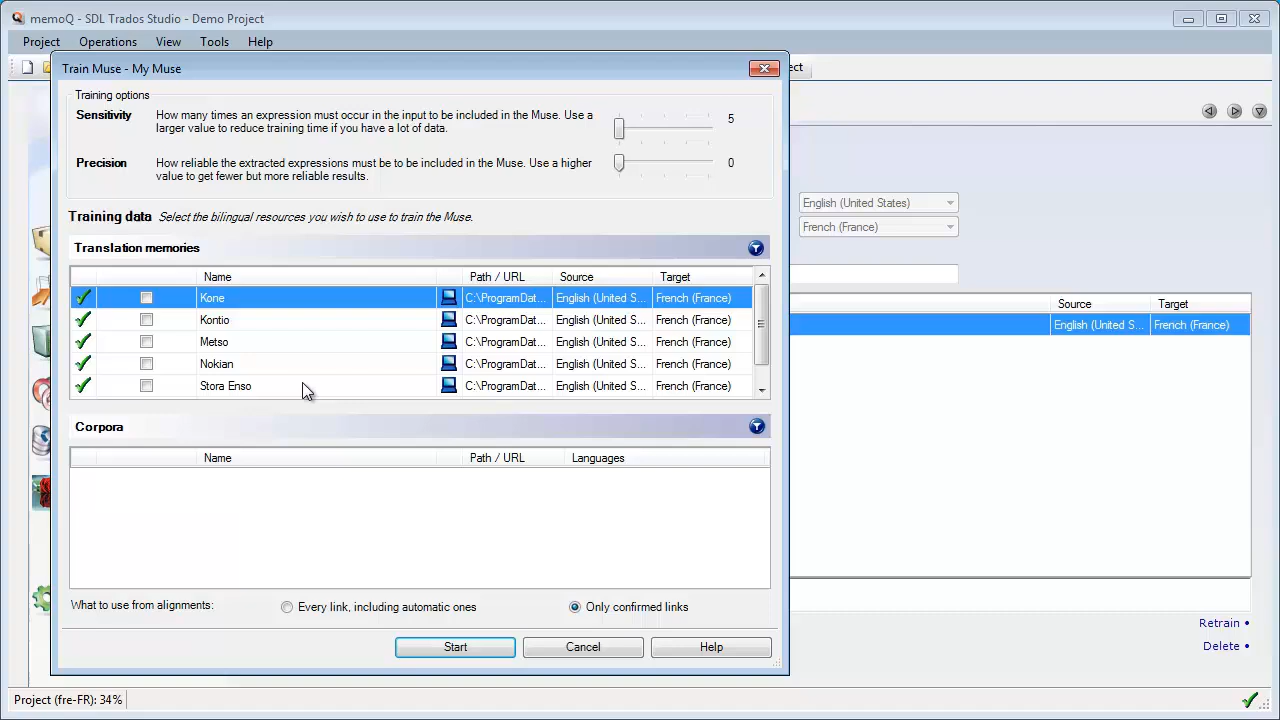 memoQ - SDL Trados Studio - Demo Project
Project Operations View Tools Help
Train Muse - My Muse
ect
Training options
Sensitivity How many times an expression must occur in the input to be included in the Muse. Use a larger value to reduce training time if you have a lot of data. 5
Precision How reliable the extracted expressions must be to be included in the Muse. Use a higher value to get fewer but more reliable results. 0
Training data Select the bilingual resources you wish to use to train the Muse.
Translation memories
Name Path / URL Source Target
Kone C:\ProgramDat... English (United S... French (France)
Kontio C:\ProgramDat... English (United S... French (France)
Metso C:\ProgramDat... English (United S... French (France)
Nokian C:\ProgramDat... English (United S... French (France)
Stora Enso C:\ProgramDat... English (United S... French (France)
Corpora
Name Path / URL Languages
What to use from alignments: Every link, including automatic ones Only confirmed links
Start Cancel Help
English (United States)
French (France)
Source Target
English (United S... French (France)
Retrain •
Delete •
Project (fre-FR): 34%